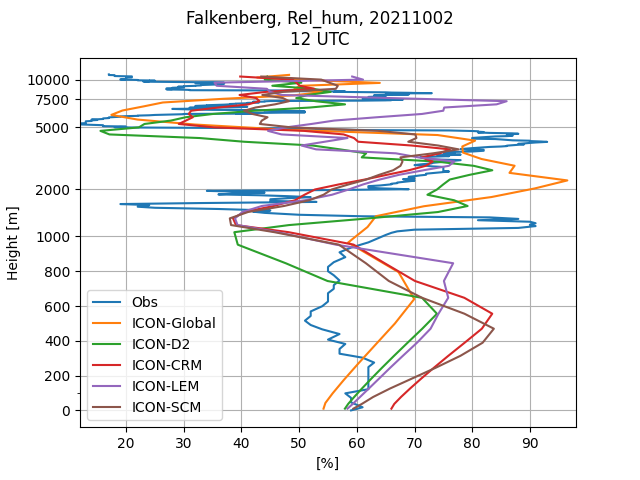 Falkenberg, Rel_hum, 20211002
12 UTC
10000
7500
5000
2000
1000
800
600
400
200
0
Height [m]
Obs
ICON-Global
ICON-D2
ICON-CRM
ICON-LEM
ICON-SCM
20 30 40 50 60 70 80 90
[%]